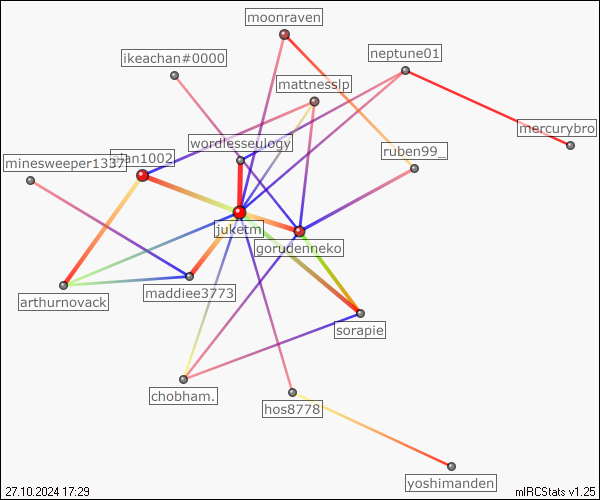 moonraven
ikeachan#0000
neptune01
mattnesslp
mercurybro
wordlesseulogy
ruben99_
minesweeper1337
juketm
gorudenneko
arthurnovack
maddiee3773
sorapie
chobham.
hos8778
yoshimanden
27.10.2024 17:29
mIRCStats v1.25